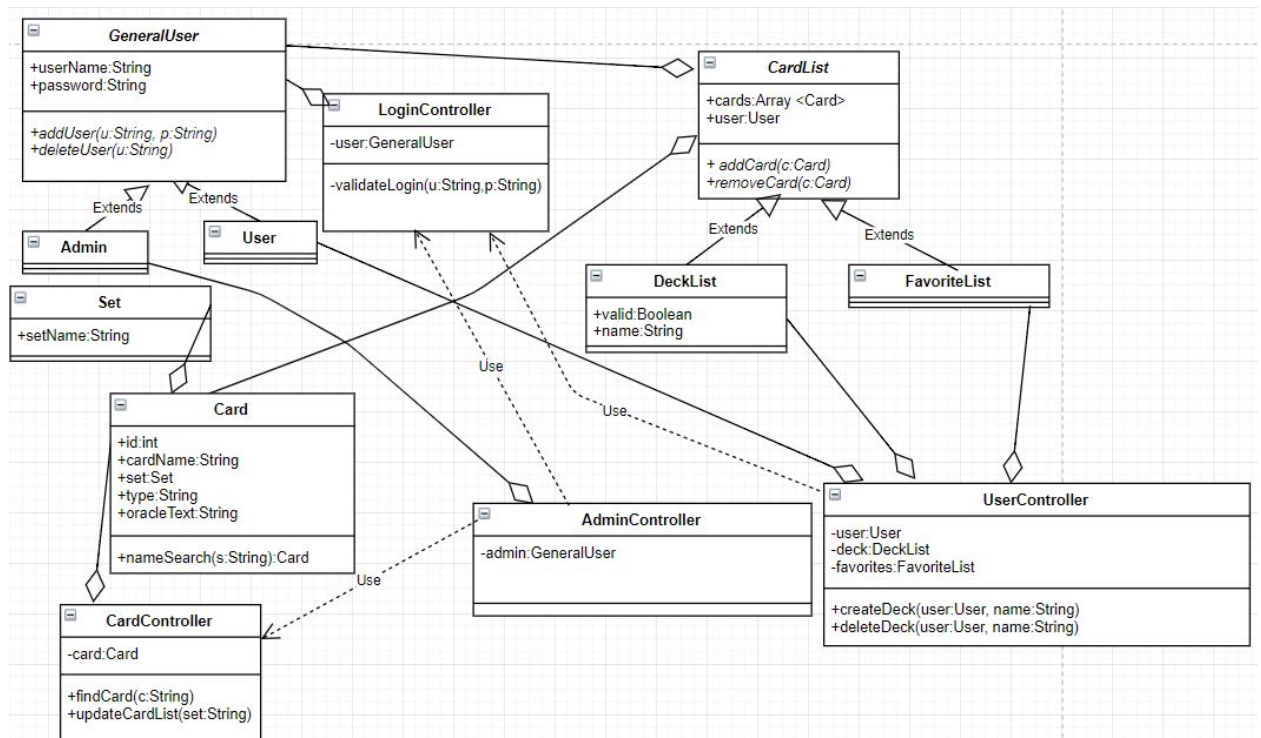 GeneralUser
+userName:String
+password:String
+addUser(u:String, p:String)
+deleteUser(u:String)
Extends
Extends
Admin
User
LoginController
-user:GeneralUser
-validateLogin(u:String,p:String)
CardList
+cards:Array <Card>
+user:User
+ addCard(c:Card)
+removeCard(c:Card)
Extends
Extends
DeckList
+valid:Boolean
+name:String
FavoriteList
Set
+setName:String
Card
+id:int
+cardName:String
+set:Set
+type:String
+oracleText:String
+nameSearch(s:String):Card
Use
Use
Use
AdminController
-admin:GeneralUser
UserController
-user:User
-deck:DeckList
-favorites:FavoriteList
+createDeck(user:User, name:String)
+deleteDeck(user:User, name:String)
CardController
-card:Card
+findCard(c:String)
+updateCardList(set:String)